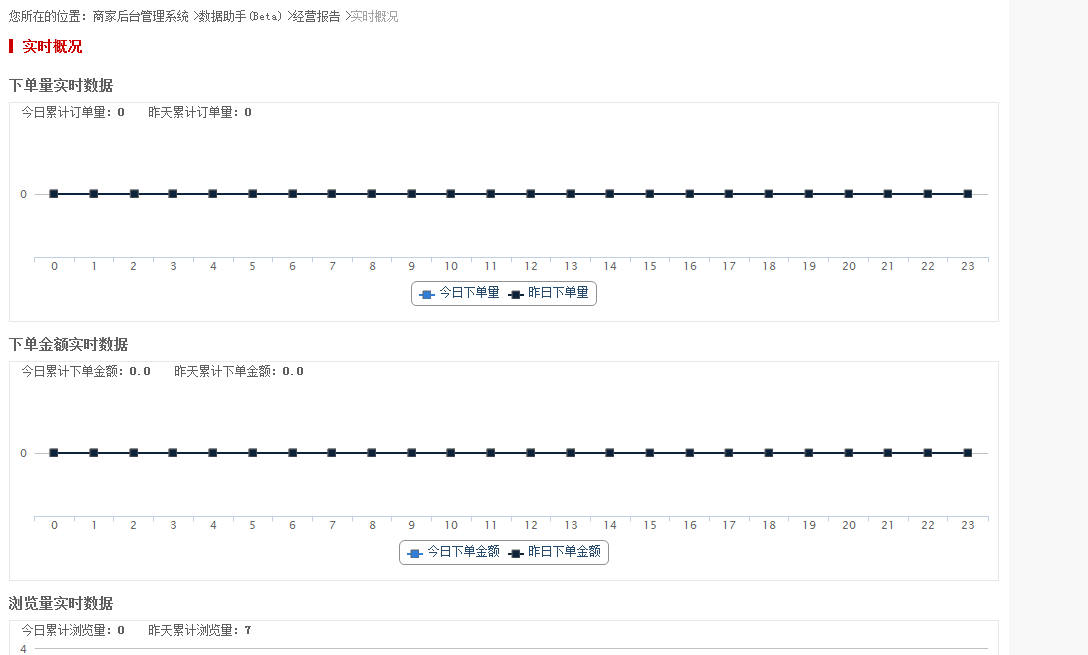 您所在的位置: 商家后台管理系统 >数据助手(Beta) >经营报告 >实时概况
实时概况
下单量实时数据
今日累计订单量: 0 昨天累计订单量: 0
0
0 1 2 3 4 5 6 7 8 9 10 11 12 13 14 15 16 17 18 19 20 21 22 23
今日下单量 昨日下单量
下单金额实时数据
今日累计下单金额: 0.0 昨天累计下单金额: 0.0
0
0 1 2 3 4 5 6 7 8 9 10 11 12 13 14 15 16 17 18 19 20 21 22 23
今日下单金额 昨日下单金额
浏览量实时数据
今日累计浏览量: 0 昨天累计浏览量: 7
4